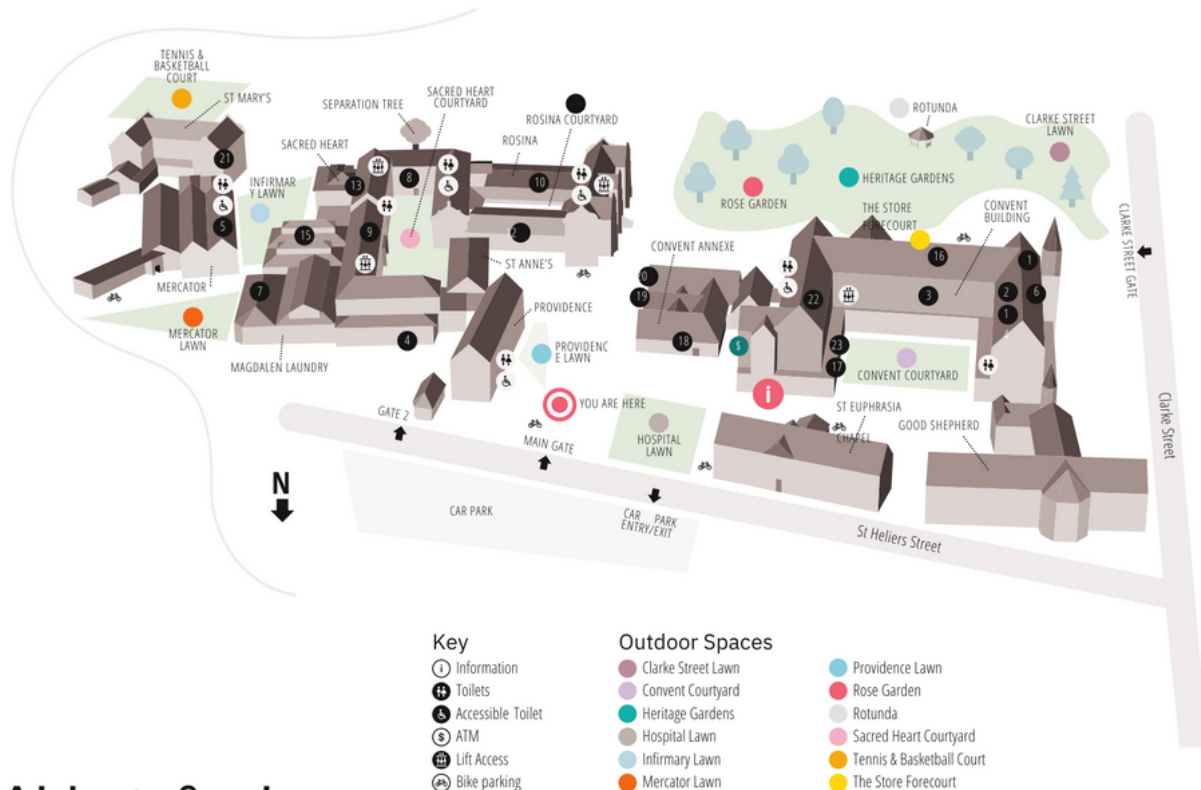 TENNIS &
BASKETBALL
COURT
ST MARY'S
SEPARATION TREE
SACRED HEART
COURTYARD
ROSINA COURTYARD
ROSINA
SACRED HEART
ROTUNDA
CLARKE STREET
LAWN
21
13
8
10
INFIRMAR
Y LAWN
HERITAGE GARDENS
ROSE GARDEN
THE STORE
FORECOURT
CONVENT
BUILDING
CLARKE STREET GATE
5
15
9
2
CONVENT ANNEXE
16
1
ST ANNE'S
MERCATOR
20
19
7
PROVIDENCE
22
3
2
6
1
MERCATOR
LAWN
4
18
$
23
17
MAGDALEN LAUNDRY
PROVIDENC
E LAWN
CONVENT COURTYARD
i
YOU ARE HERE
GATE 2
MAIN GATE
HOSPITAL
LAWN
ST EUPHRASIA
CHAPEL
GOOD SHEPHERD
Clarke Street
N
CAR PARK
CAR PARK
ENTRY/EXIT
St Heliers Street
Key
i Information
Toilets
Accessible Toilet
$ ATM
Lift Access
Bike parking
Outdoor Spaces
Clarke Street Lawn
Convent Courtyard
Heritage Gardens
Hospital Lawn
Infirmary Lawn
Mercator Lawn
Providence Lawn
Rose Garden
Rotunda
Sacred Heart Courtyard
Tennis & Basketball Court
The Store Forecourt